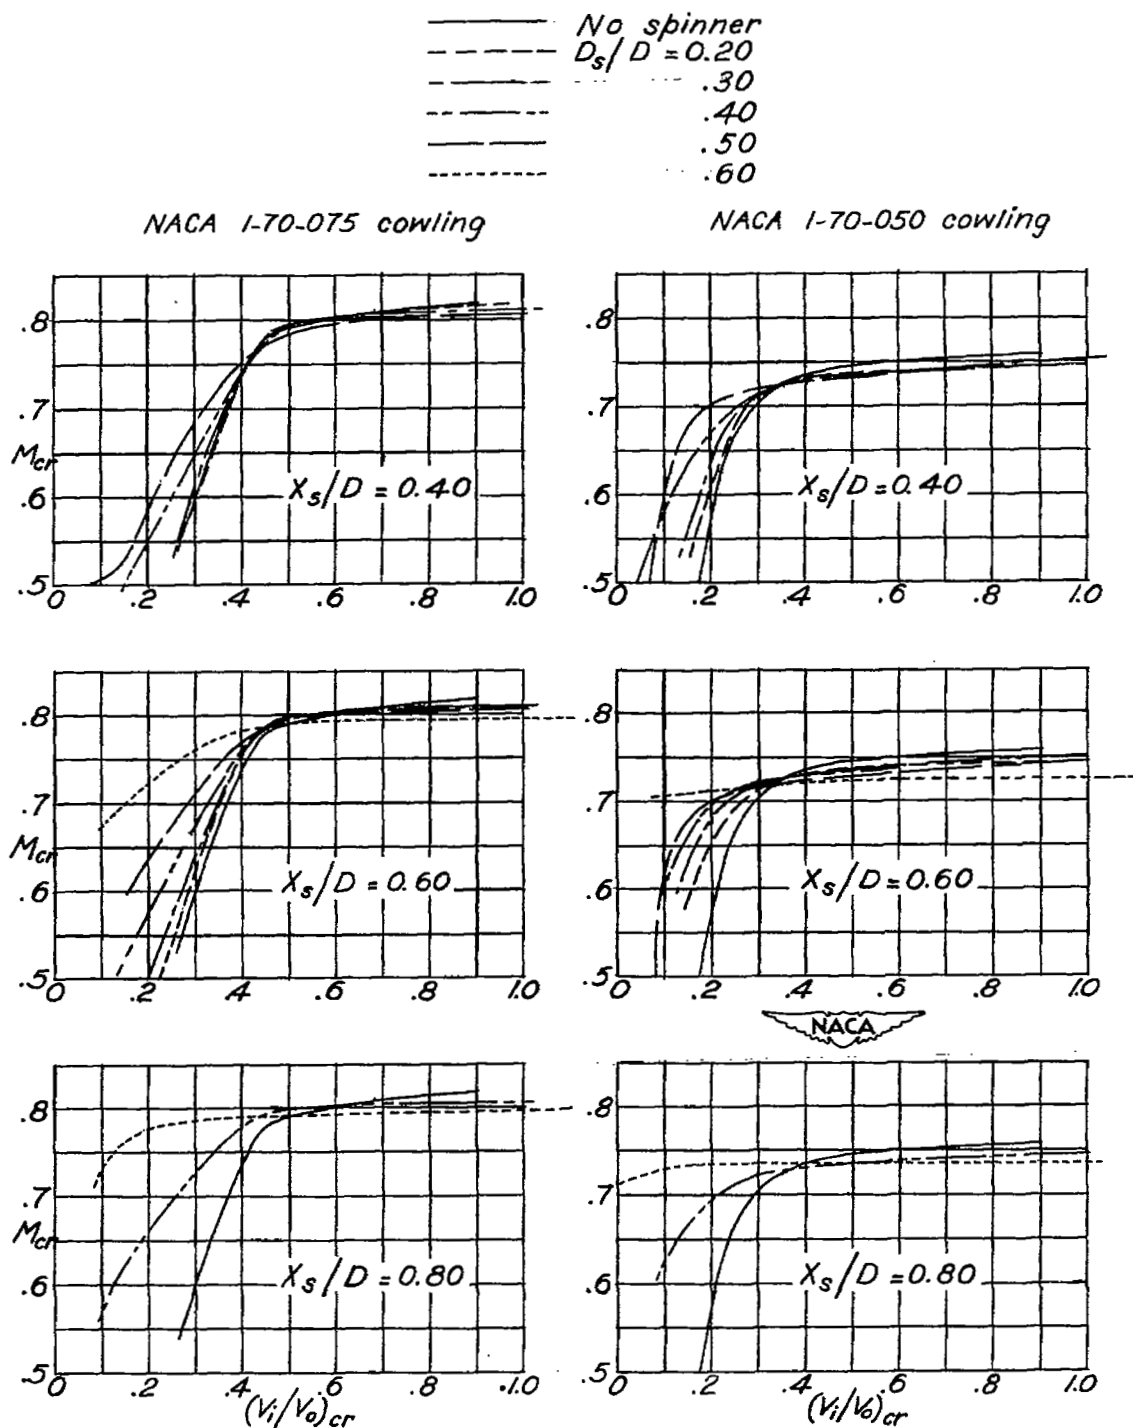 No spinner
Ds/D = 0.20
.30
.40
.50
.60
NACA 1-70-075 cowling
NACA 1-70-050 cowling
.8
.7
Mcr
.6
.5
Xs/D = 0.40
0 .2 .4 .6 .8 1.0
.8
.7
.6
.5
Xs/D = 0.40
0 .2 .4 .6 .8 1.0
.8
.7
Mcr
.6
.5
Xs/D = 0.60
0 .2 .4 .6 .8 1.0
.8
.7
.6
.5
Xs/D = 0.60
0 .2 .4 .6 .8 1.0
NACA
.8
.7
Mcr
.6
.5
Xs/D = 0.80
0 .2 .4 .6 .8 1.0
(Vi/Vo)cr
.8
.7
.6
.5
Xs/D = 0.80
0 .2 .4 .6 .8 1.0
(Vi/Vo)cr